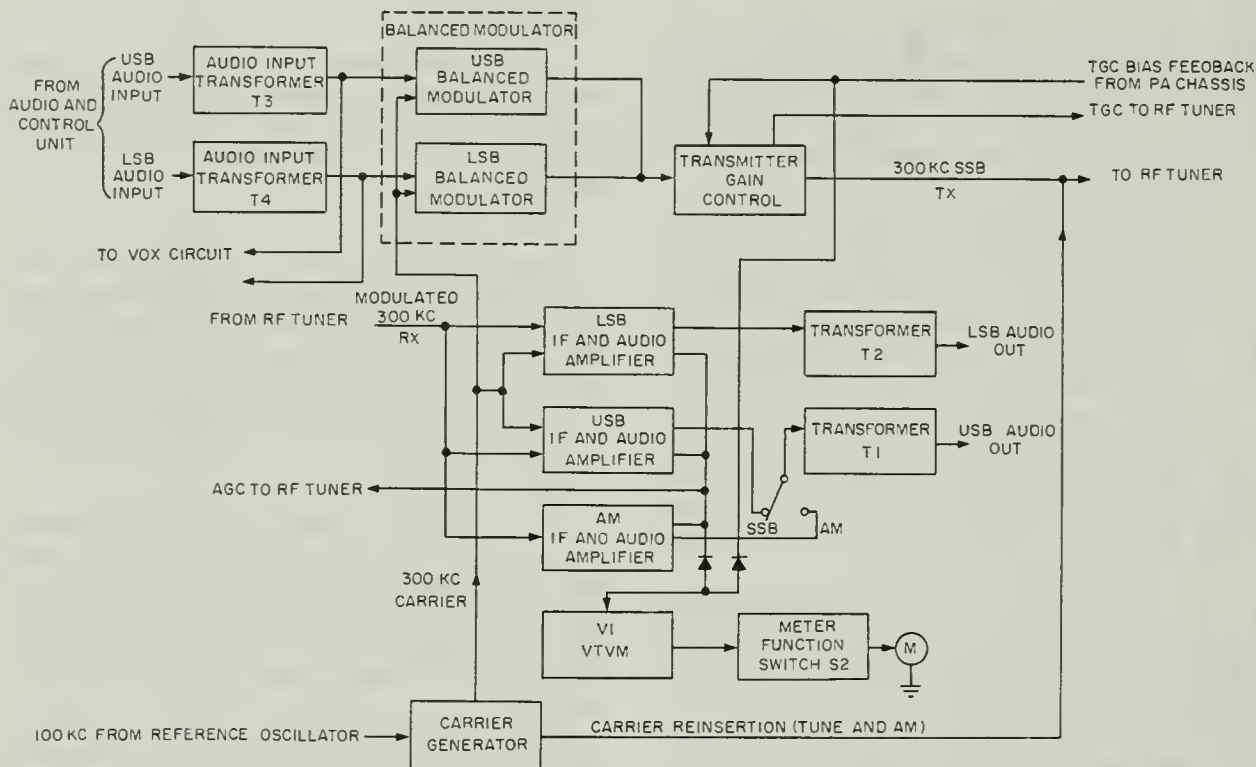 BALANCED MODULATOR
FROM
AUDIO AND
CONTROL
UNIT
USB
AUDIO
INPUT
AUDIO INPUT
TRANSFORMER
T3
USB
BALANCED
MODULATOR
LSB
AUDIO
INPUT
AUDIO INPUT
TRANSFORMER
T4
LSB
BALANCED
MODULATOR
TRANSMITTER
GAIN
CONTROL
TGC BIAS FEEOBACK
FROM PA CHASSIS
TGC TO RF TUNER
300 KC SSB
TX
TO RF TUNER
TO VOX CIRCUIT
FROM RF TUNER
MODULATED
300 KC
RX
LSB
IF AND AUDIO
AMPLIFIER
TRANSFORMER
T2
LSB AUDIO
OUT
USB
IF AND AUDIO
AMPLIFIER
TRANSFORMER
T1
USB AUDIO
OUT
AGC TO RF TUNER
AM
IF ANO AUDIO
AMPLIFIER
SSB
AM
300 KC
CARRIER
V1
VTVM
METER
FUNCTION
SWITCH S2
M
100 KC FROM REFERENCE OSCILLATOR
CARRIER
GENERATOR
CARRIER REINSERTION (TUNE AND AM)